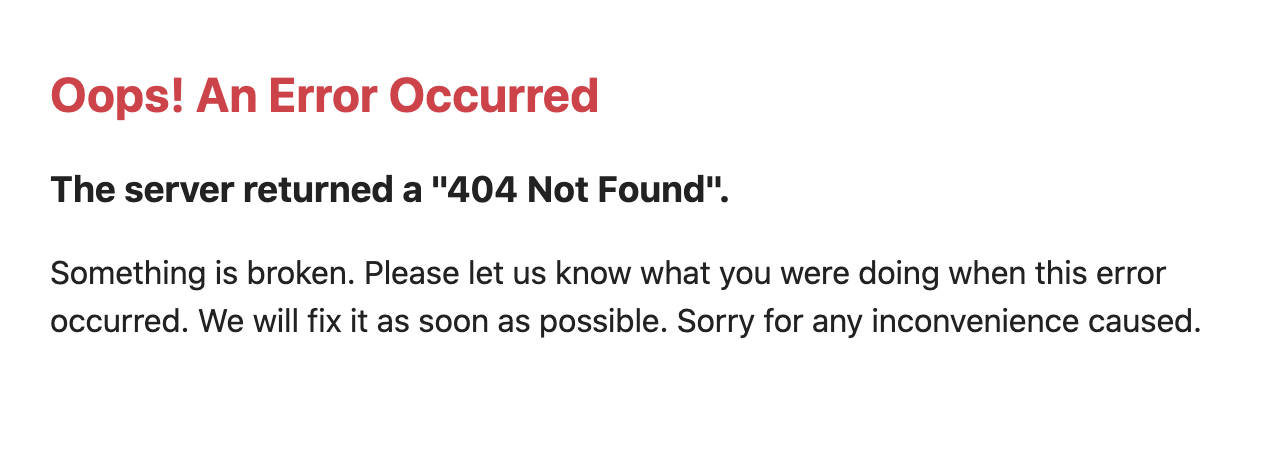 Oops! An Error Occurred
The server returned a "404 Not Found".
Something is broken. Please let us know what you were doing when this error
occurred. We will fix it as soon as possible. Sorry for any inconvenience caused.